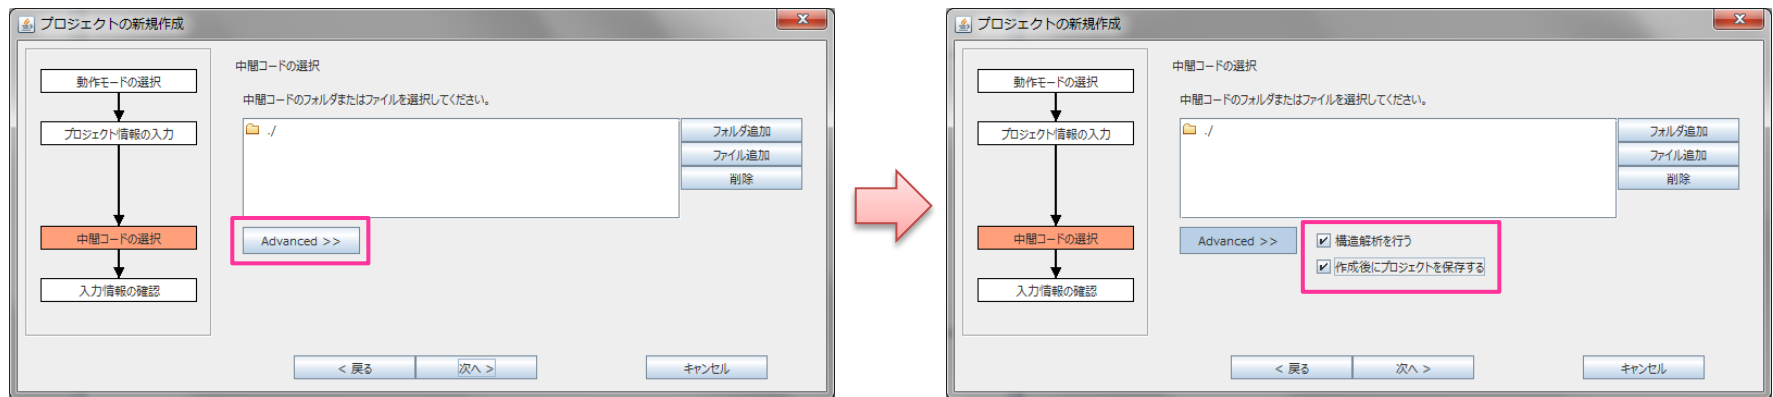 プロジェクトの新規作成
動作モードの選択
プロジェクト情報の入力
中間コードの選択
入力情報の確認
中間コードの選択
中間コードのフォルダまたはファイルを選択してください。
./
フォルダ追加
ファイル追加
削除
Advanced >>
< 戻る
次へ >
キャンセル
プロジェクトの新規作成
動作モードの選択
プロジェクト情報の入力
中間コードの選択
入力情報の確認
中間コードの選択
中間コードのフォルダまたはファイルを選択してください。
./
フォルダ追加
ファイル追加
削除
Advanced >>
構造解析を行う
作成後にプロジェクトを保存する
< 戻る
次へ >
キャンセル